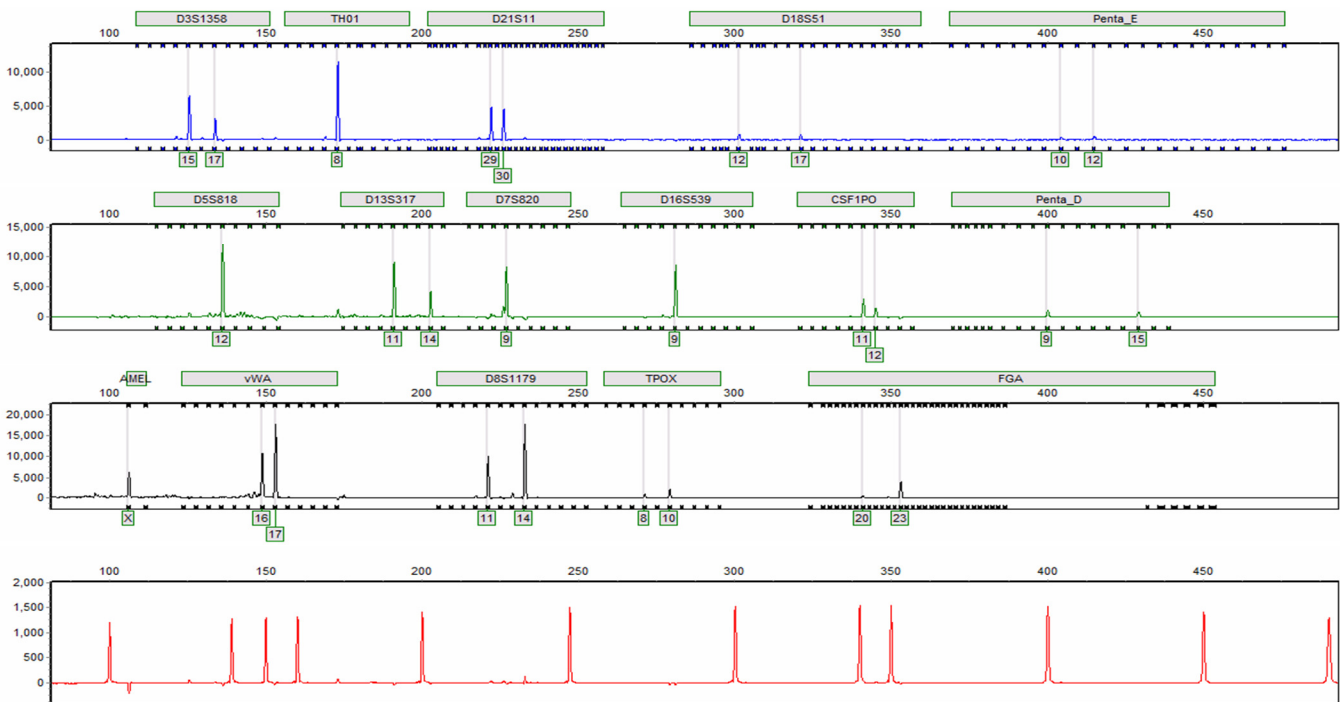 D3S1358 TH01 D21S11 D18S51 Penta_E
100 150 200 250 300 350 400 450
10,000
5,000
0
15 17 8 29 12 17 10 12
30
D5S818 D13S317 D7S820 D16S539 CSF1PO Penta_D
100 150 200 250 300 350 400 450
15,000
10,000
5,000
0
12 11 14 9 9 11 9 15
12
AMEL vWA D8S1179 TPOX FGA
100 150 200 250 300 350 400 450
20,000
15,000
10,000
5,000
0
X 16 11 14 8 10 20 23
17
100 150 200 250 300 350 400 450
2,000
1,500
1,000
500
0